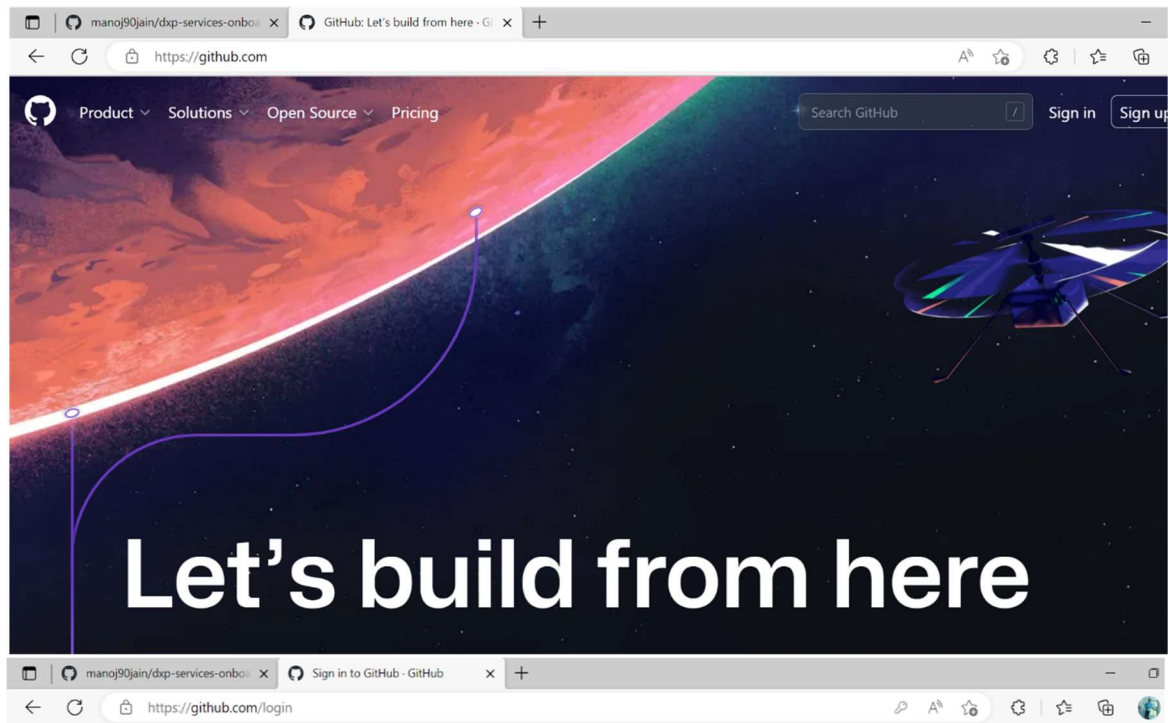 manoj90jain/dxp-services-onboa GitHub: Let's build from here · G
https://github.com
Product Solutions Open Source Pricing Search GitHub / Sign in Sign up
Let's build from here
manoj90jain/dxp-services-onboa Sign in to GitHub · GitHub
https://github.com/login